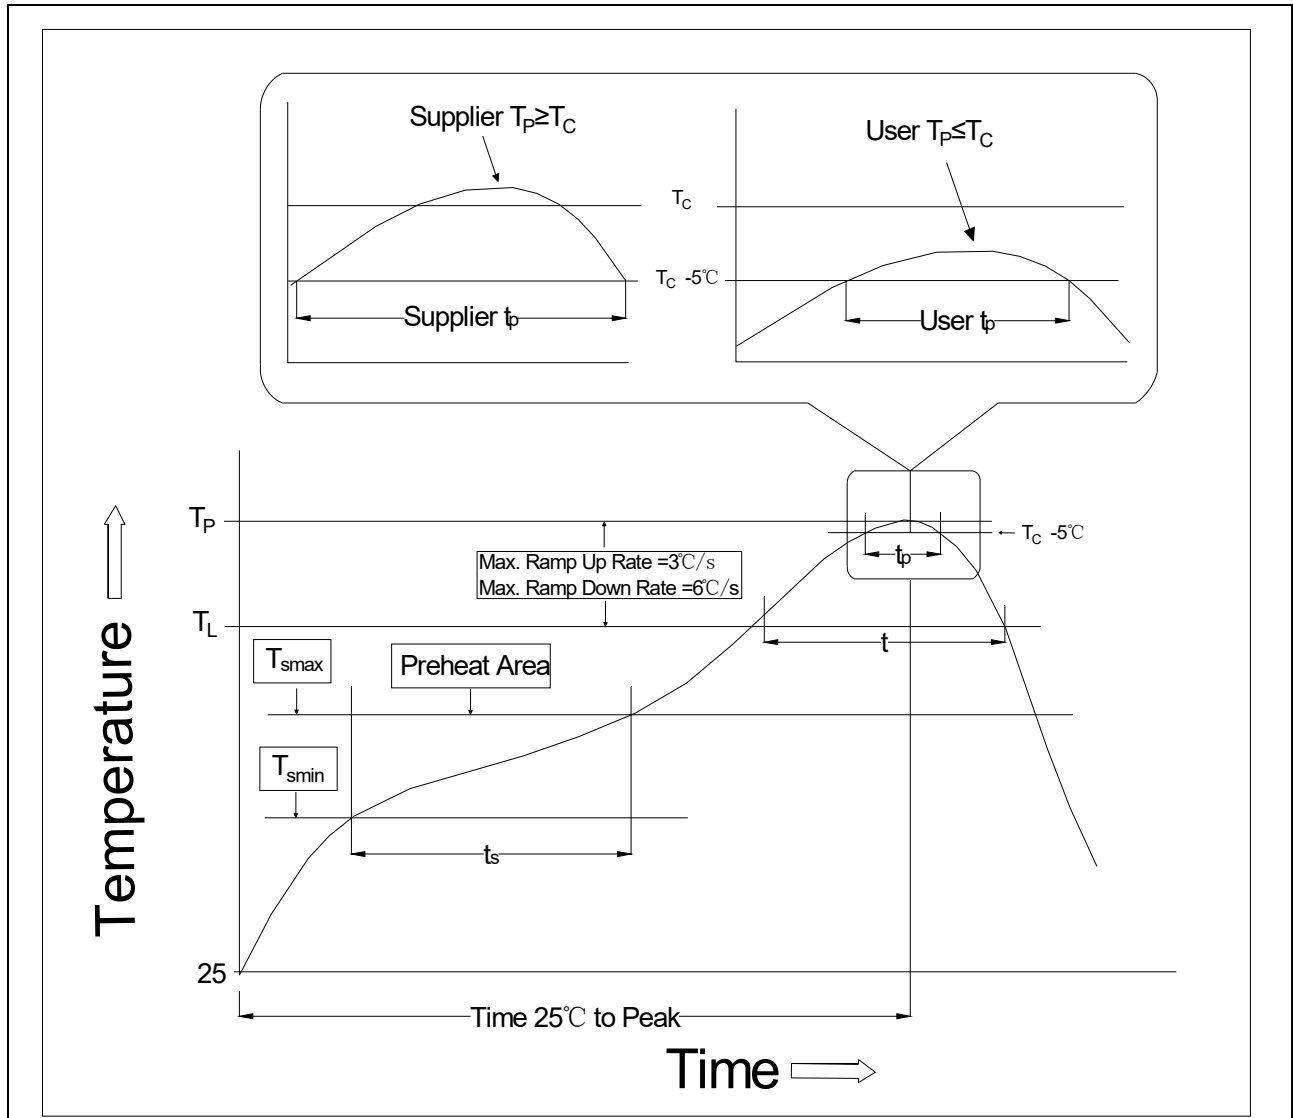 Supplier TP≥TC
User TP≤TC
TC
TC -5℃
Supplier tp
User tp
TP
TC -5℃
tp
Max. Ramp Up Rate =3℃/s
Max. Ramp Down Rate =6℃/s
TL
t
Tsmax
Preheat Area
Tsmin
ts
Temperature
25
Time 25℃ to Peak
Time